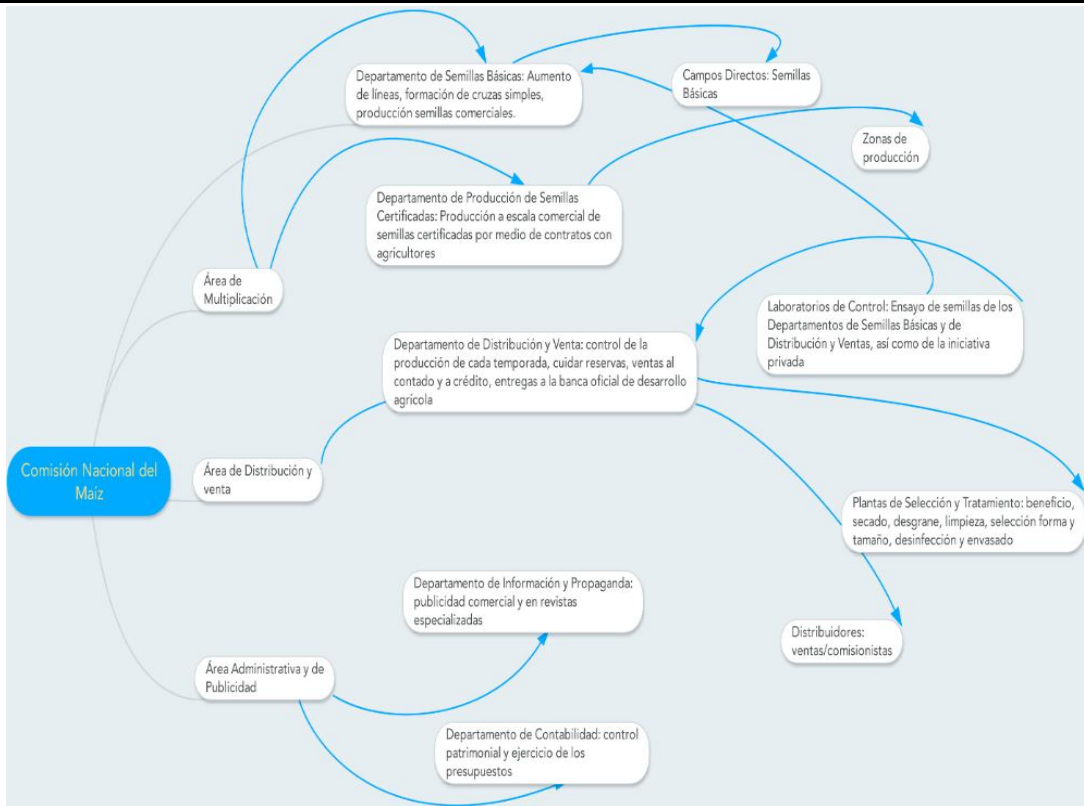 Departamento de Semillas Básicas: Aumento
de líneas, formación de cruzas simples,
producción semillas comerciales.
Campos Directos: Semillas
Básicas
Zonas de
producción
Departamento de Producción de Semillas
Certificadas: Producción a escala comercial de
semillas certificadas por medio de contratos con
agricultores
Área de
Multiplicación
Laboratorios de Control: Ensayo de semillas de los
Departamentos de Semillas Básicas y de
Distribución y Ventas, así como de la iniciativa
privada
Departamento de Distribución y Venta: control de la
producción de cada temporada, cuidar reservas, ventas al
contado y a crédito, entregas a la banca oficial de desarrollo
agrícola
Comisión Nacional del
Maíz
Área de Distribución y
venta
Plantas de Selección y Tratamiento: beneficio,
secado, desgrane, limpieza, selección forma y
tamaño, desinfección y envasado
Departamento de Información y Propaganda:
publicidad comercial y en revistas
especializadas
Distribuidores:
ventas/comisionistas
Área Administrativa y de
Publicidad
Departamento de Contabilidad: control
patrimonial y ejercicio de los
presupuestos